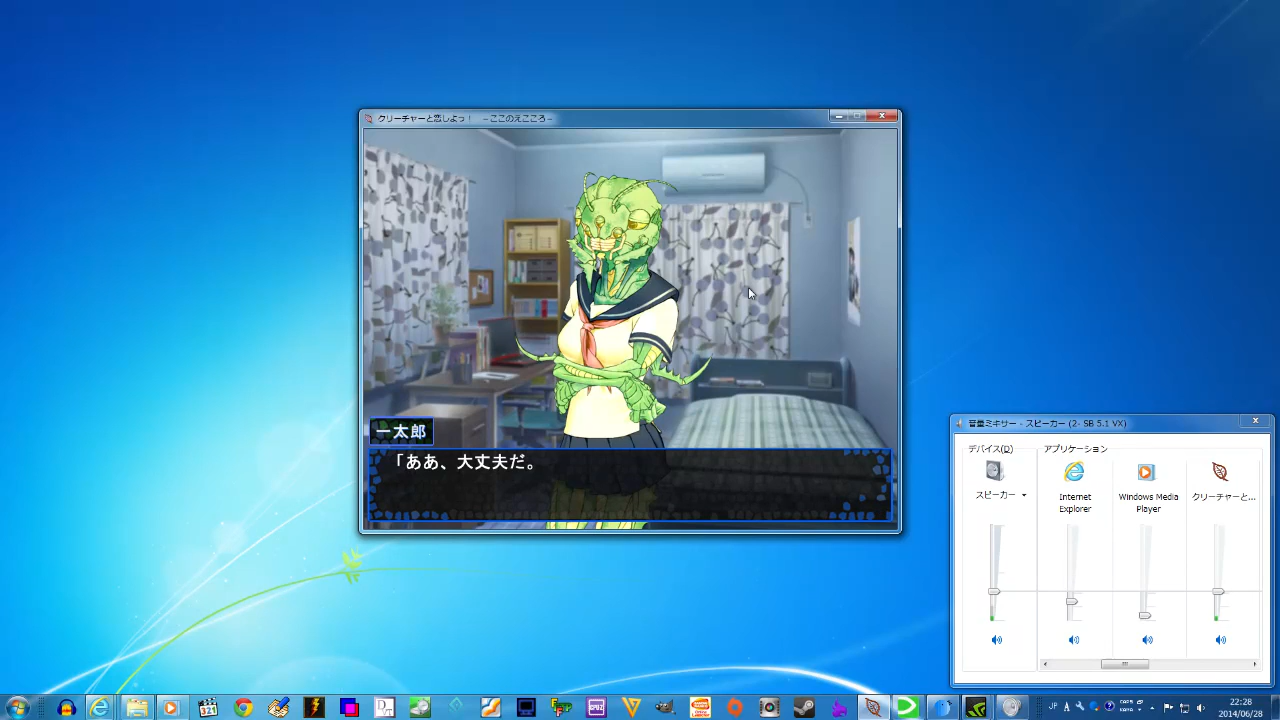 クリーチャーと恋しよっ！ －ここのえこころ－
一太郎
「ああ、大丈夫だ。
音量ミキサー - スピーカー (2- SB 5.1 VX)
デバイス(D)
アプリケーション
スピーカー
Internet Explorer
Windows Media Player
クリーチャーと...
JP
22:28
2014/06/28